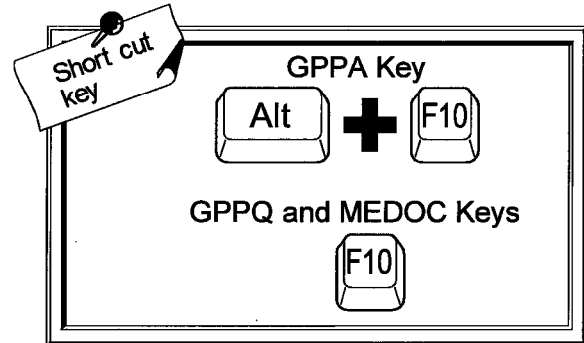 Short cut
key
GPPA Key
Alt + F10
GPPQ and MEDOC Keys
F10